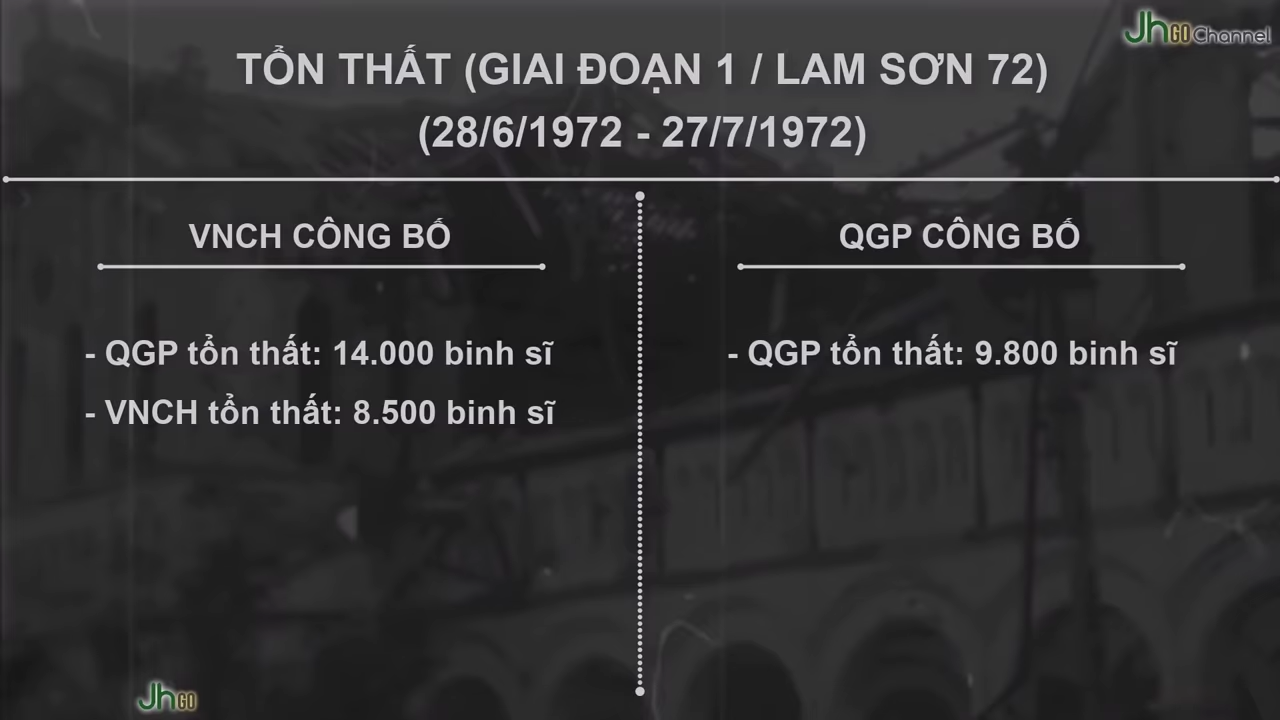 JhGO Channel
TỔN THẤT (GIAI ĐOẠN 1 / LAM SƠN 72)
(28/6/1972 - 27/7/1972)
VNCH CÔNG BỐ
- QGP tổn thất: 14.000 binh sĩ
- VNCH tổn thất: 8.500 binh sĩ
QGP CÔNG BỐ
- QGP tổn thất: 9.800 binh sĩ
JhGO